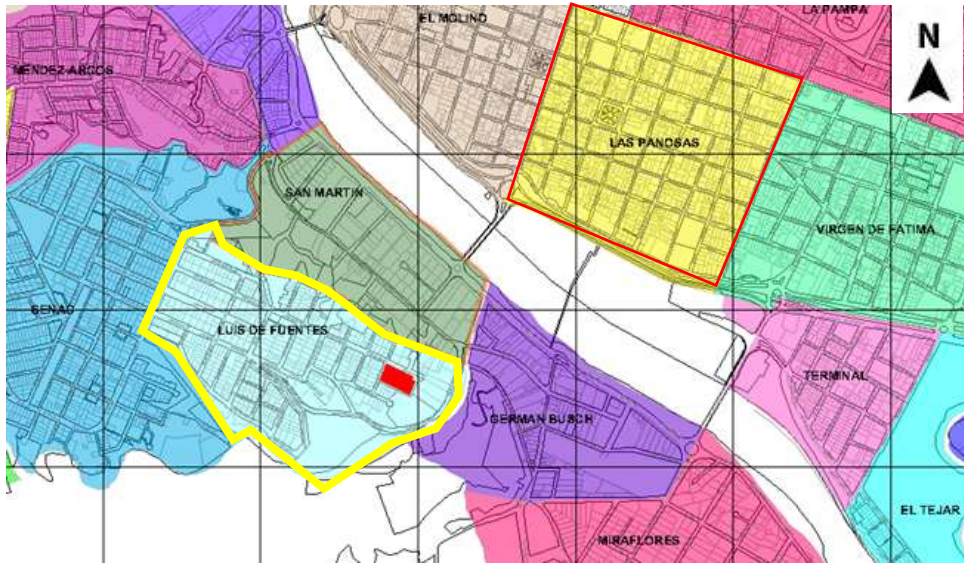 EL MOLINO
LA PAMPA
N
MENDEZ ARCOS
LAS PANOSAS
SAN MARTIN
VIRGEN DE FATIMA
SENAC
LUIS DE FUENTES
TERMINAL
GERMAN BUSCH
EL TEJAR
MIRAFLORES